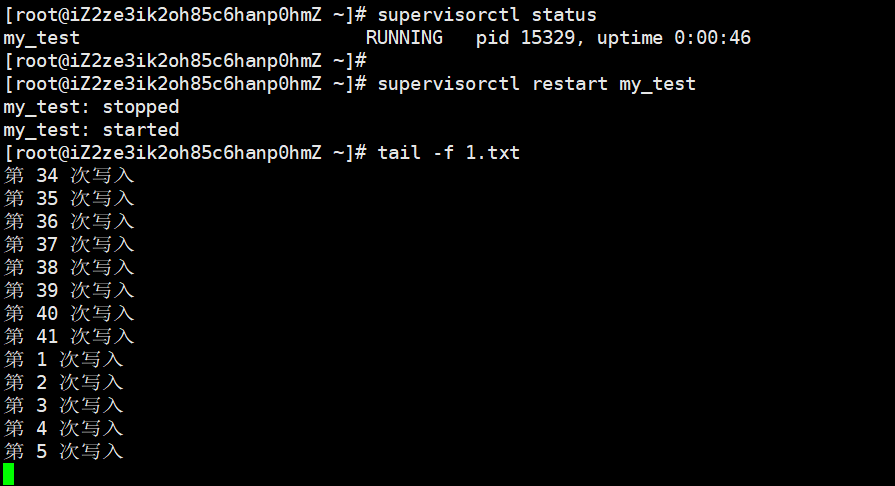 [root@iZ2ze3ik2oh85c6hanp0hmZ ~]# supervisorctl status
my_test                          RUNNING   pid 15329, uptime 0:00:46
[root@iZ2ze3ik2oh85c6hanp0hmZ ~]#
[root@iZ2ze3ik2oh85c6hanp0hmZ ~]# supervisorctl restart my_test
my_test: stopped
my_test: started
[root@iZ2ze3ik2oh85c6hanp0hmZ ~]# tail -f 1.txt
第 34 次写入
第 35 次写入
第 36 次写入
第 37 次写入
第 38 次写入
第 39 次写入
第 40 次写入
第 41 次写入
第 1 次写入
第 2 次写入
第 3 次写入
第 4 次写入
第 5 次写入